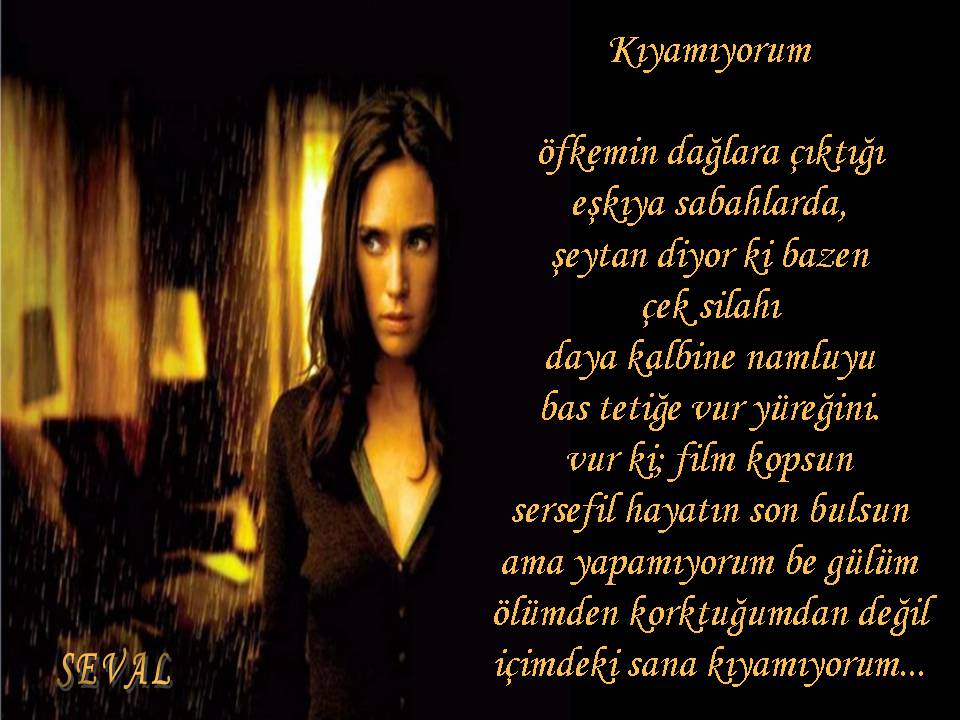 Kıyamıyorum
öfkemin dağlara çıktığı
eşkıya sabahlarda,
şeytan diyor ki bazen
çek silahı
daya kalbine namluyu
bas tetiğe vur yüreğini.
vur ki; film kopsun
sersefil hayatın son bulsun
ama yapamıyorum be gülüm
ölümden korktuğumdan değil
içimdeki sana kıyamıyorum...
SEVAL